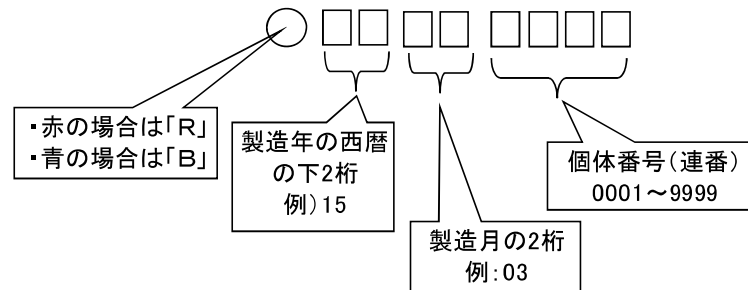 ・赤の場合は「R」
・青の場合は「B」
製造年の西暦
の下2桁
例)15
製造月の2桁
例:03
個体番号(連番)
0001～9999